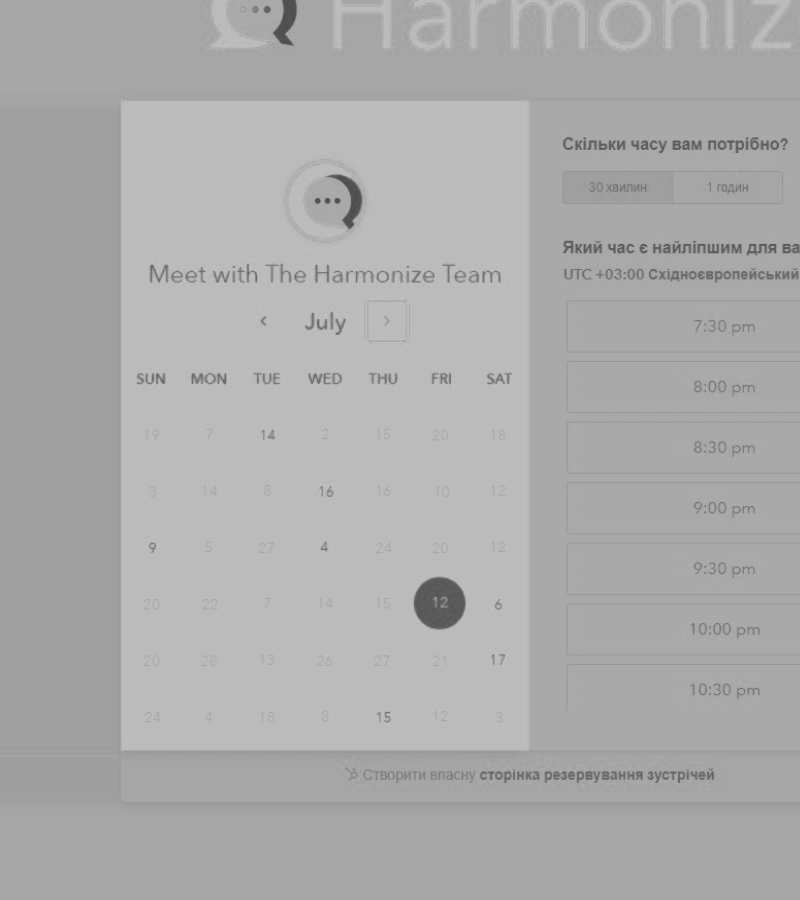 Harmoniz
Meet with The Harmonize Team
July
SUN MON TUE WED THU FRI SAT
19 7 14 2 15 20 18
3 14 8 16 16 10 12
9 5 27 4 24 20 12
20 22 7 14 15 12 6
20 28 13 26 27 21 17
24 4 18 8 15 12 3
Скільки часу вам потрібно?
30 хвилин 1 годин
Який час є найліпшим для ва
UTC +03:00 Східноєвропейський
7:30 pm
8:00 pm
8:30 pm
9:00 pm
9:30 pm
10:00 pm
10:30 pm
Створити власну сторінка резервування зустрічей